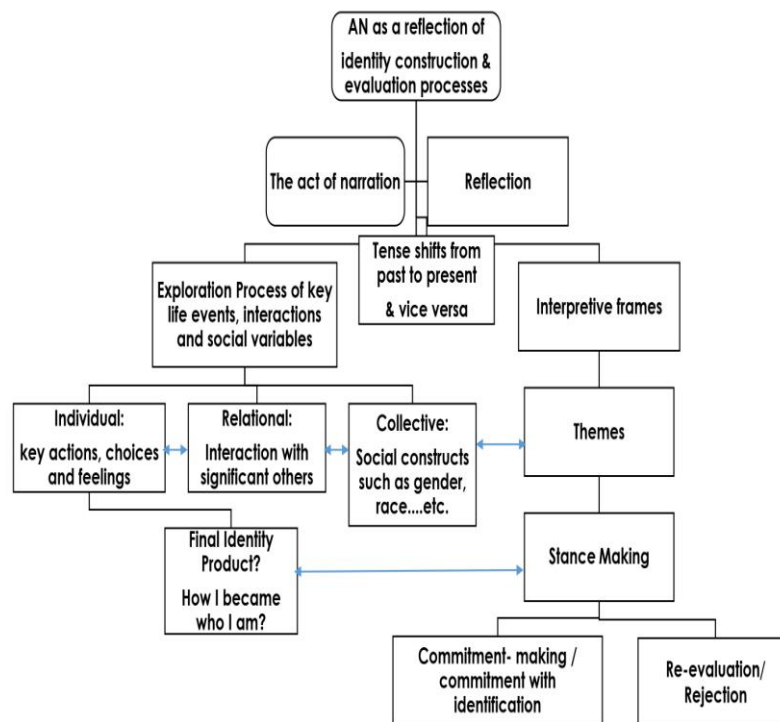 AN as a reflection of
identity construction &
evaluation processes
The act of narration
Reflection
Tense shifts from
past to present
& vice versa
Exploration Process of key
life events, interactions
and social variables
Interpretive frames
Individual:
key actions, choices
and feelings
Relational:
Interaction with
significant others
Collective:
Social constructs
such as gender,
race....etc.
Themes
Final Identity
Product?
How I became
who I am?
Stance Making
Commitment- making /
commitment with
identification
Re-evaluation/
Rejection